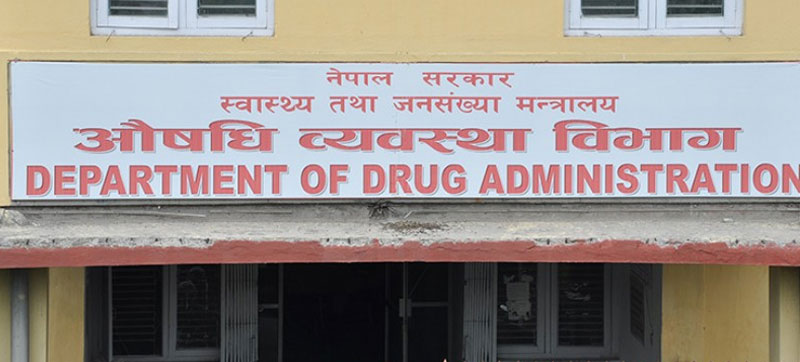 नेपाल सरकार
स्वास्थ्य तथा जनसंख्या मन्त्रालय
औषधि व्यवस्था विभाग
DEPARTMENT OF DRUG ADMINISTRATION